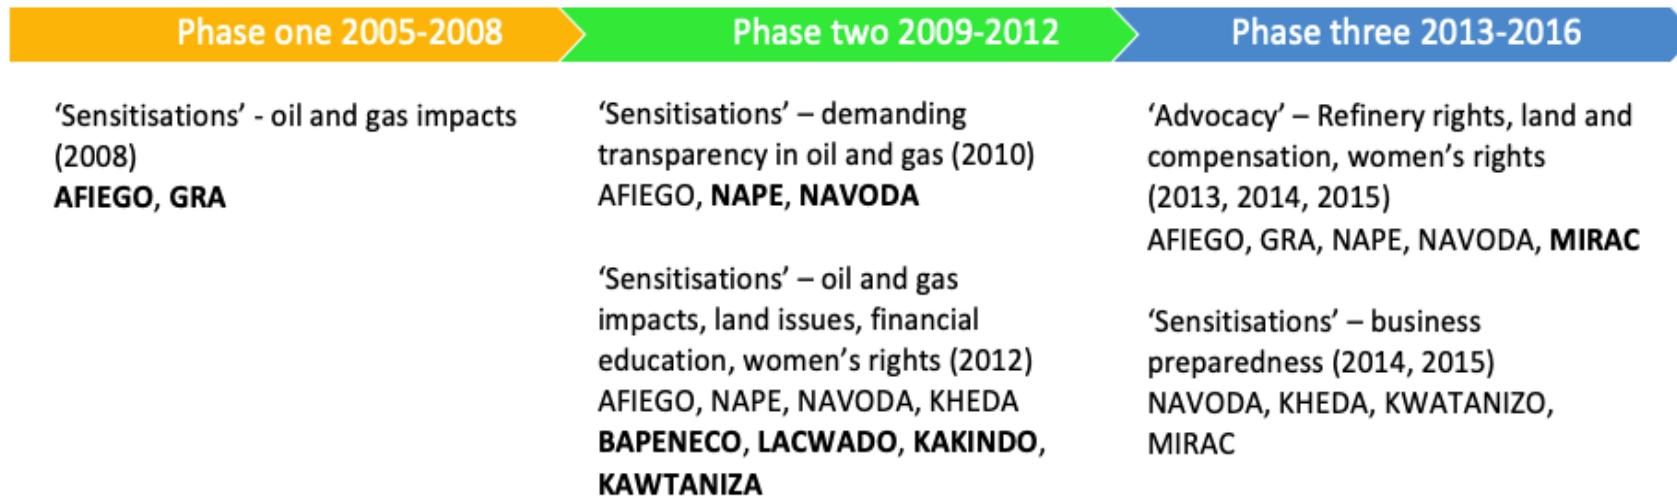 Phase one 2005-2008
‘Sensitisations’ - oil and gas impacts
(2008)
AFIEGO, GRA
Phase two 2009-2012
‘Sensitisations’ – demanding
transparency in oil and gas (2010)
AFIEGO, NAPE, NAVODA
‘Sensitisations’ – oil and gas
impacts, land issues, financial
education, women’s rights (2012)
AFIEGO, NAPE, NAVODA, KHEDA
BAPENECO, LACWADO, KAKINDO,
KAWTANIZA
Phase three 2013-2016
‘Advocacy’ – Refinery rights, land and
compensation, women’s rights
(2013, 2014, 2015)
AFIEGO, GRA, NAPE, NAVODA, MIRAC
‘Sensitisations’ – business
preparedness (2014, 2015)
NAVODA, KHEDA, KWATANIZO,
MIRAC